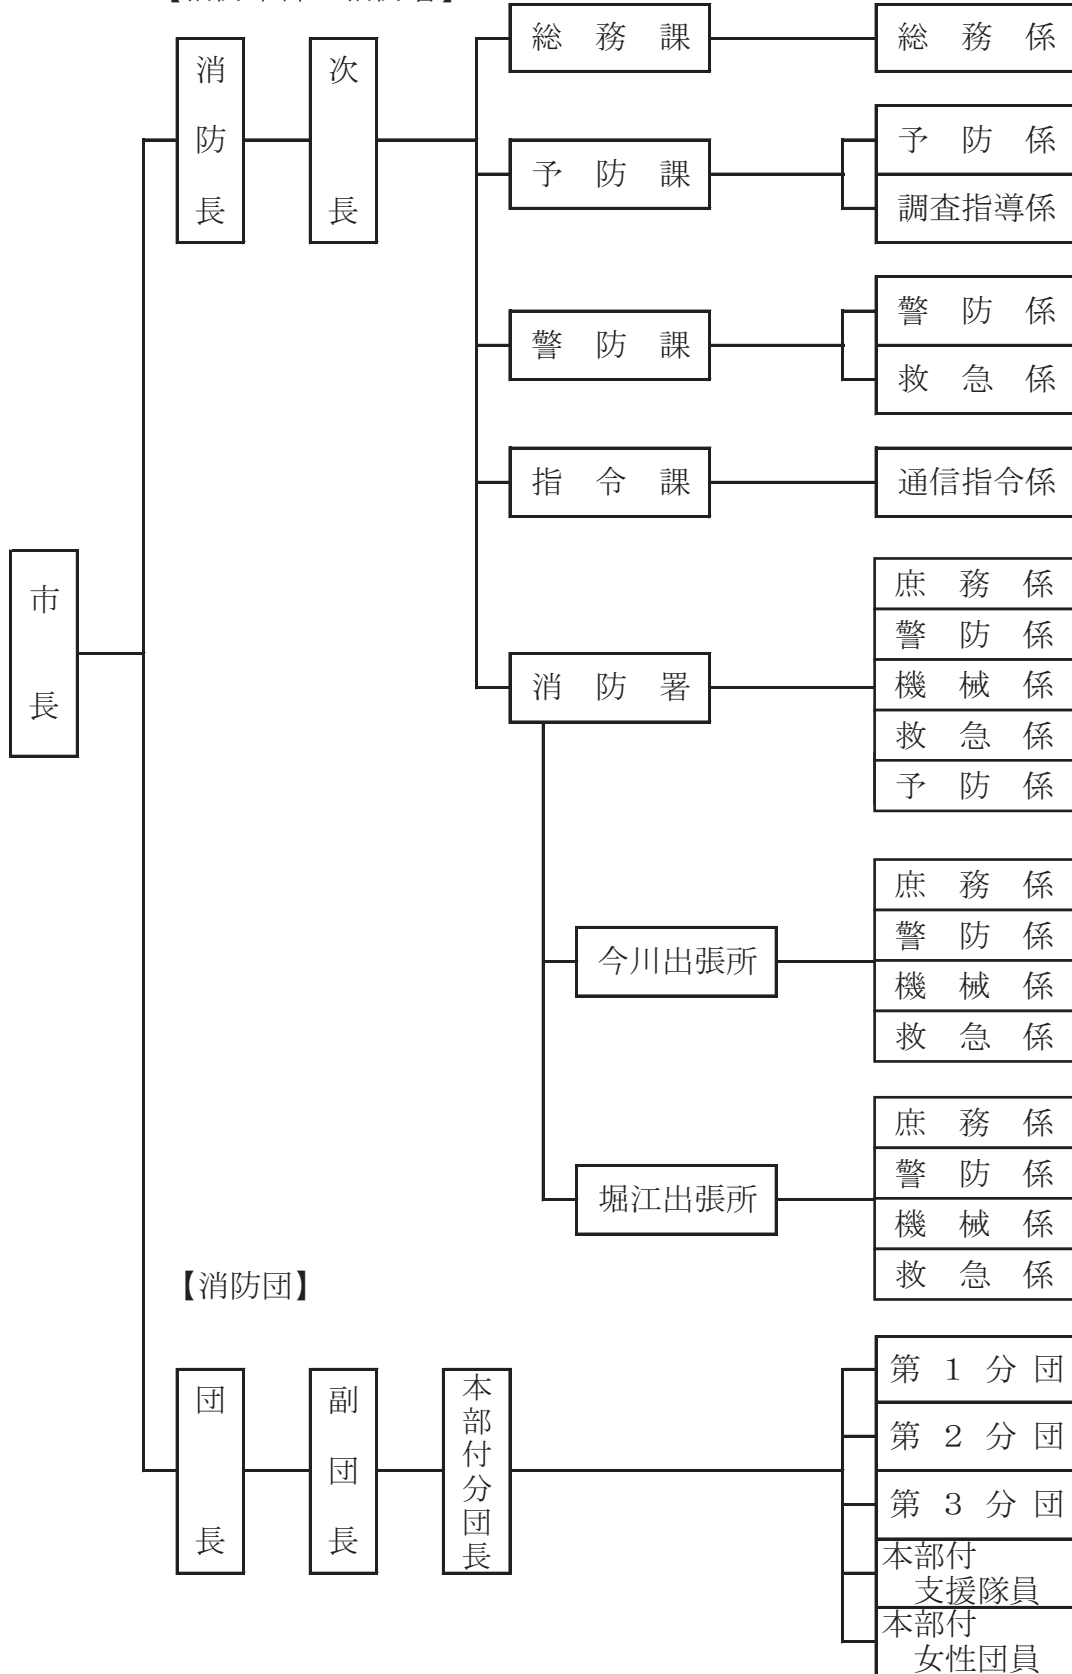 総務課
総務係
消防長
次長
予防課
予防係
調査指導係
警防課
警防係
救急係
指令課
通信指令係
市長
消防署
庶務係
警防係
機械係
救急係
予防係
今川出張所
庶務係
警防係
機械係
救急係
堀江出張所
庶務係
警防係
機械係
救急係
【消防団】
団長
副団長
本部付分団長
第1分団
第2分団
第3分団
本部付
支援隊員
本部付
女性団員